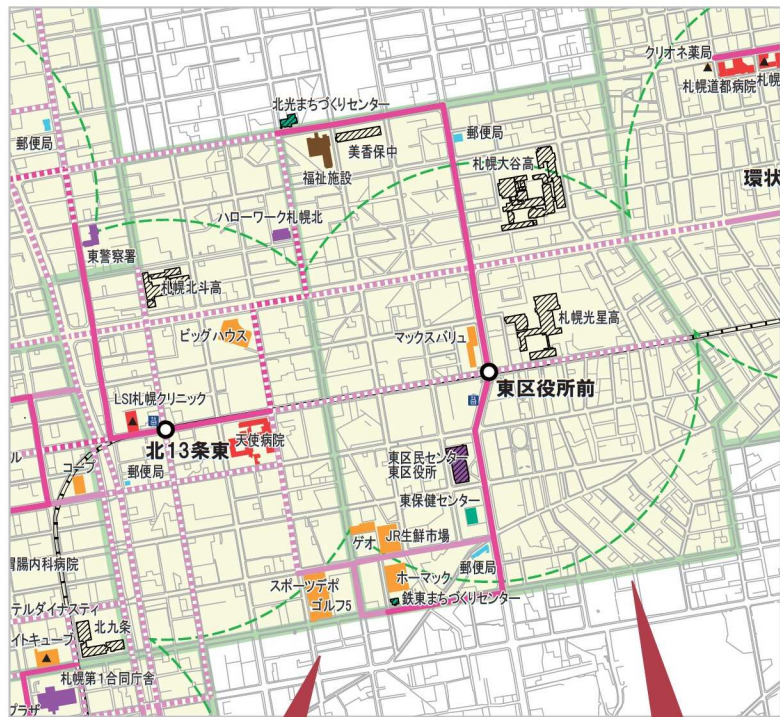 クリオネ薬局
札幌道都病院
札幌
北光まちづくりセンター
郵便局
郵便局
美香保中
福祉施設
札幌大谷高
環状
ハローワーク札幌北
東警察署
札幌北斗高
札幌光星高
ビッグハウス
マックスバリュ
東区役所前
LSI札幌クリニック
北13条東
天使病院
東区民センター
東区役所
ル
コープ
郵便局
東保健センター
ゲオ
JR生鮮市場
郵便局
胃腸内科病院
スポーツデポ
ゴルフ5
ホーマック
鉄東まちづくりセンター
テルダイナスティ
北九条
イトキューブ
札幌第1合同庁舎
プラザ